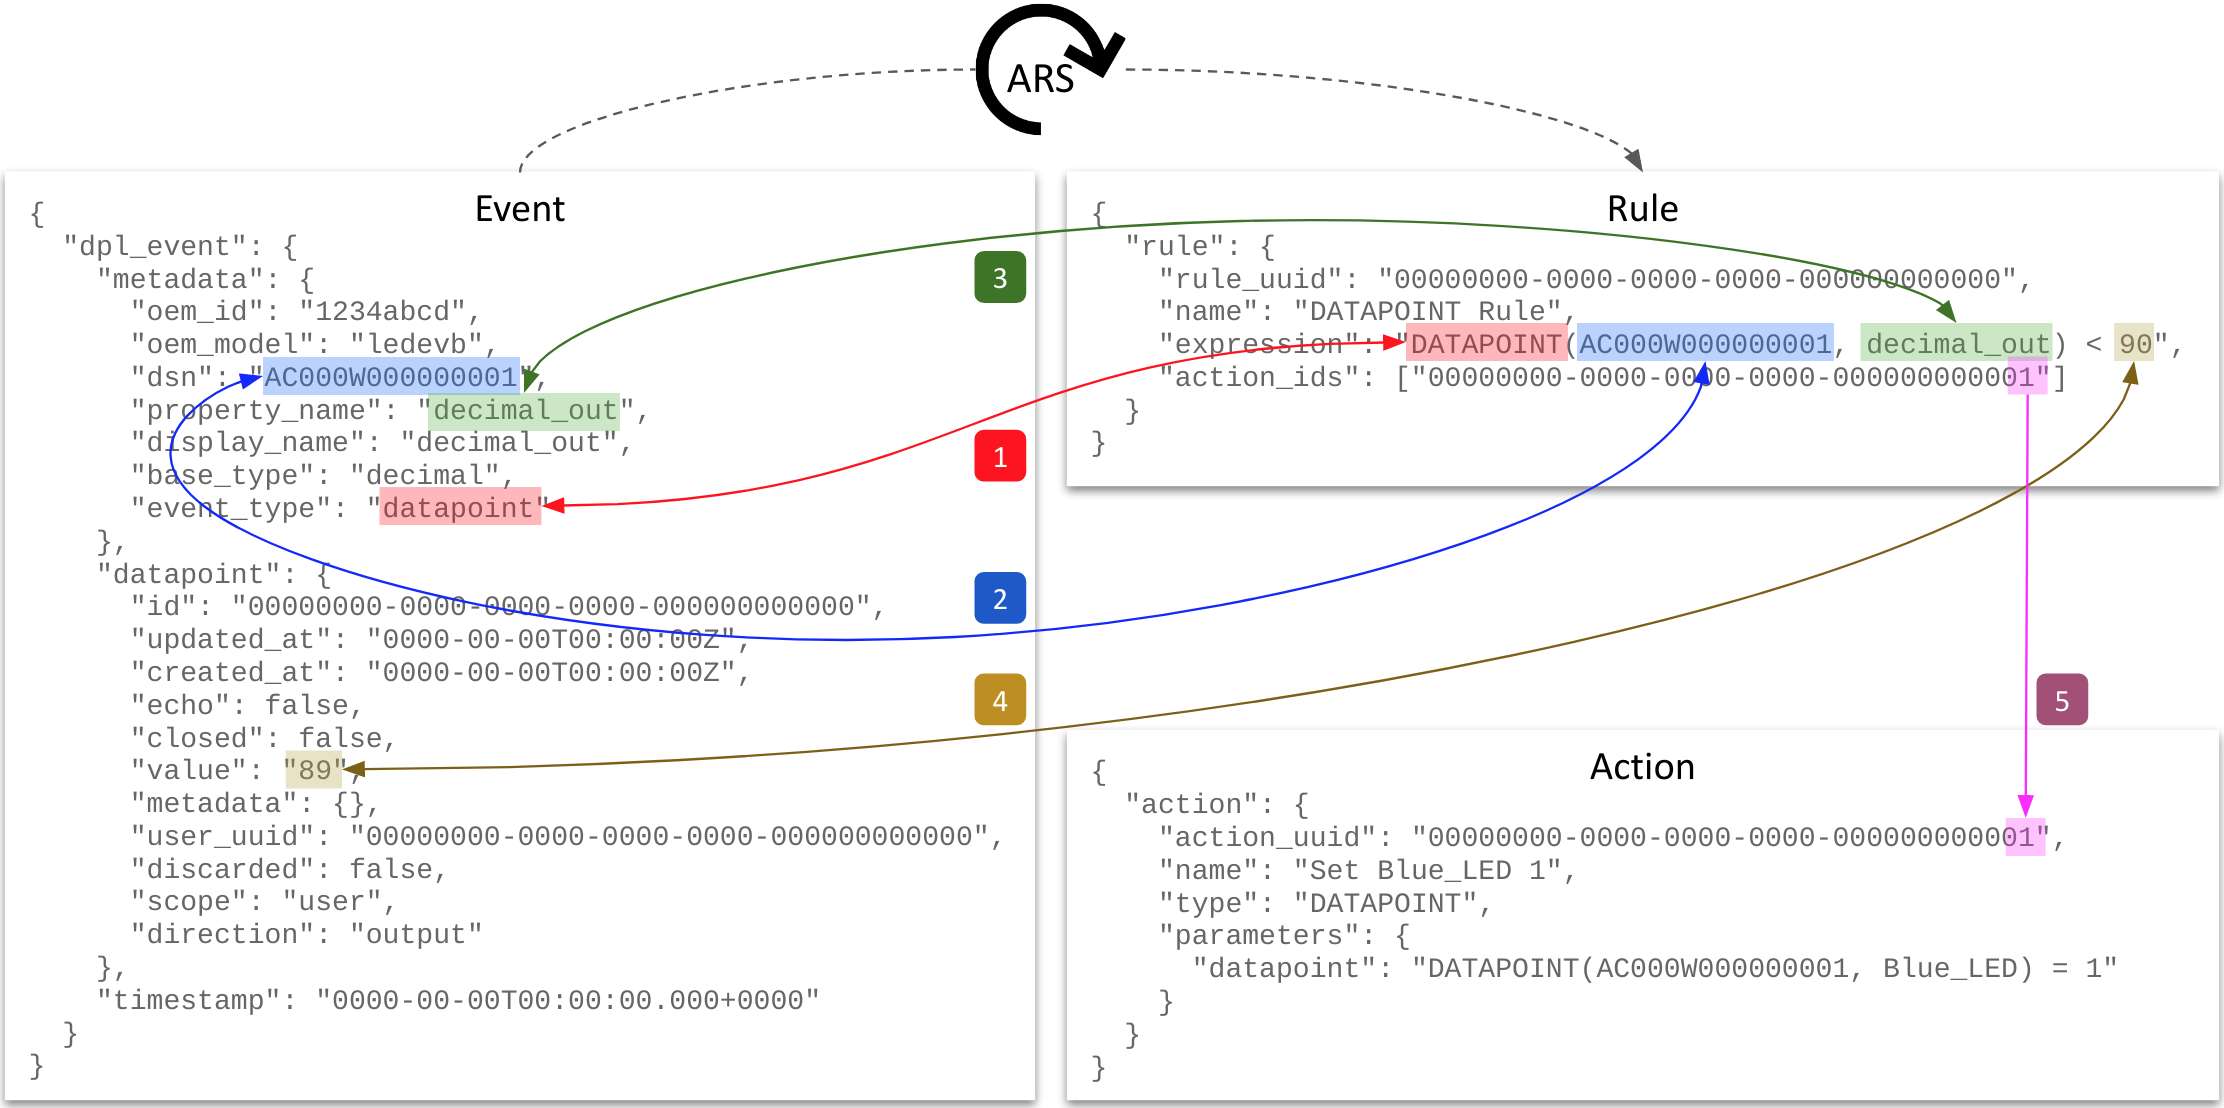 ARS
Event
{
  "dpl_event": {
    "metadata": {
      "oem_id": "1234abcd",
      "oem_model": "ledevb",
      "dsn": "AC000W000000001",
      "property_name": "decimal_out",
      "display_name": "decimal_out",
      "base_type": "decimal",
      "event_type": "datapoint"
    },
    "datapoint": {
      "id": "00000000-0000-0000-0000-000000000000",
      "updated_at": "0000-00-00T00:00:00Z",
      "created_at": "0000-00-00T00:00:00Z",
      "echo": false,
      "closed": false,
      "value": "89",
      "metadata": {},
      "user_uuid": "00000000-0000-0000-0000-000000000000",
      "discarded": false,
      "scope": "user",
      "direction": "output"
    },
    "timestamp": "0000-00-00T00:00:00.000+0000"
  }
}
3
1
2
4
Rule
{
  "rule": {
    "rule_uuid": "00000000-0000-0000-0000-000000000000",
    "name": "DATAPOINT Rule",
    "expression": "DATAPOINT(AC000W000000001, decimal_out) < 90",
    "action_ids": ["00000000-0000-0000-0000-000000000001"]
  }
}
5
Action
{
  "action": {
    "action_uuid": "00000000-0000-0000-0000-000000000001",
    "name": "Set Blue_LED 1",
    "type": "DATAPOINT",
    "parameters": {
      "datapoint": "DATAPOINT(AC000W000000001, Blue_LED) = 1"
    }
  }
}